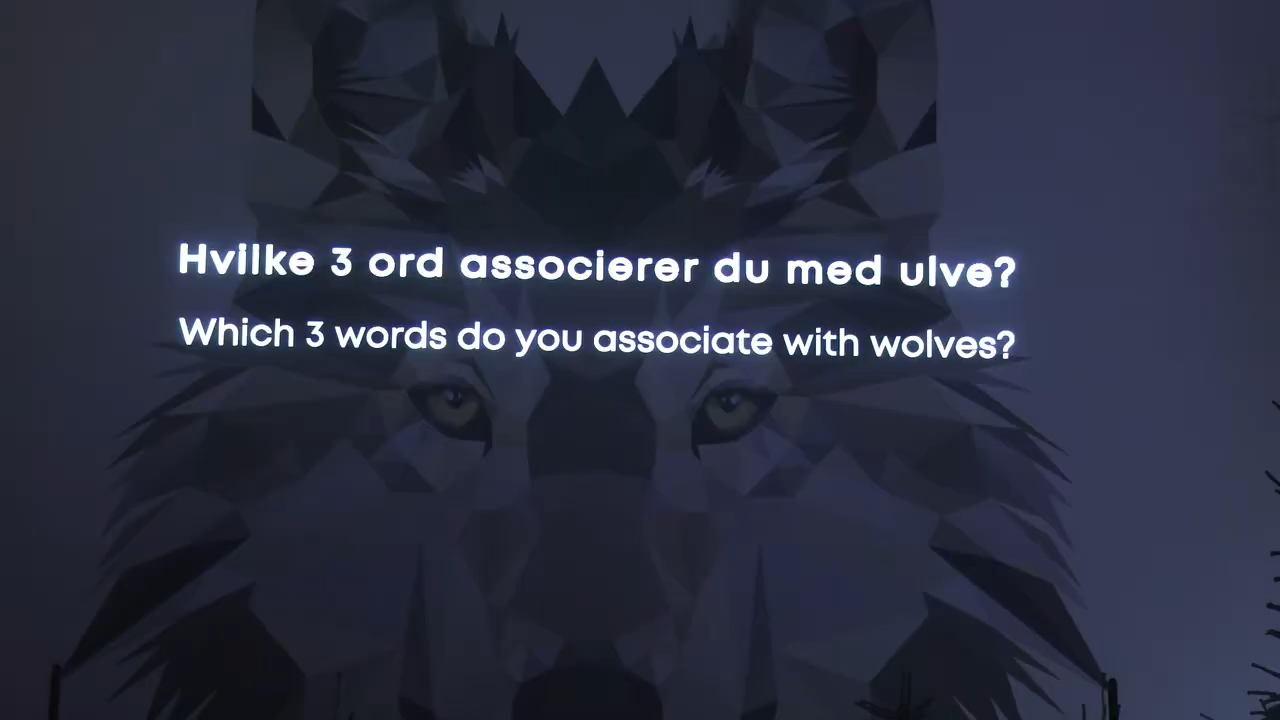 Hvilke 3 ord associerer du med ulve?
Which 3 words do you associate with wolves?